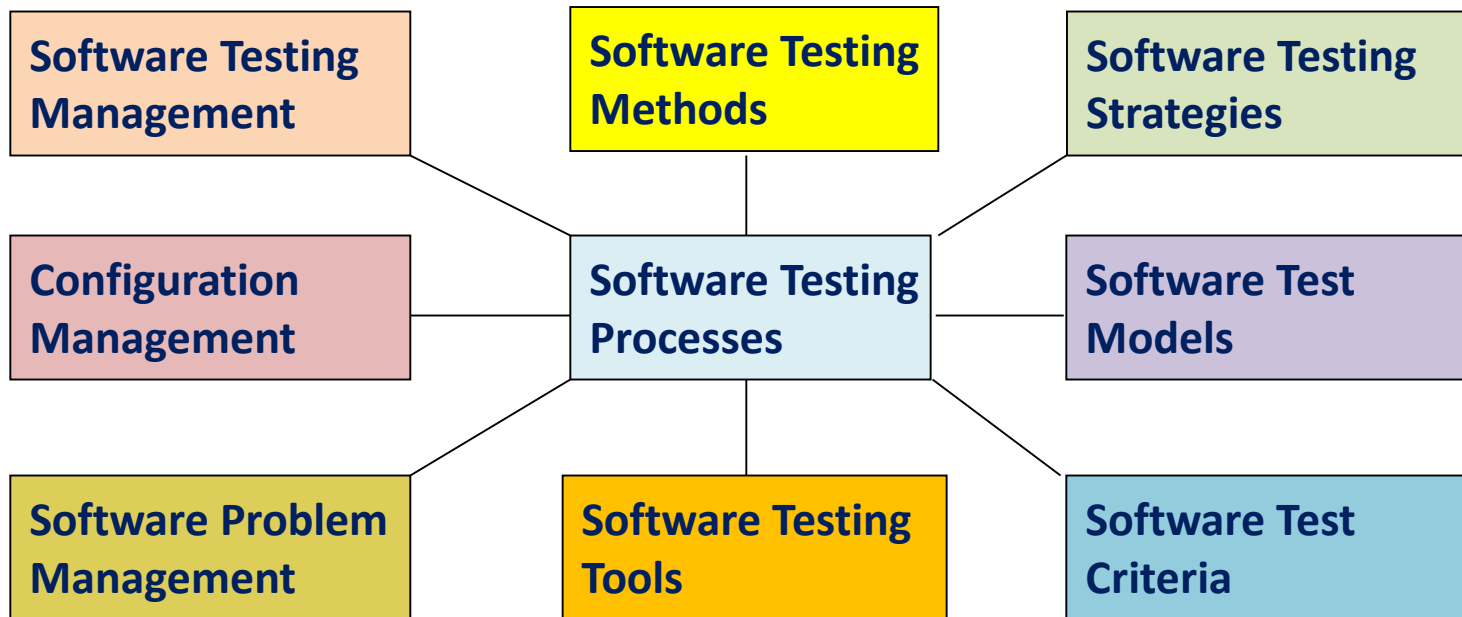 Software Testing
Management
Software Testing
Methods
Software Testing
Strategies
Configuration
Management
Software Testing
Processes
Software Test
Models
Software Problem
Management
Software Testing
Tools
Software Test
Criteria